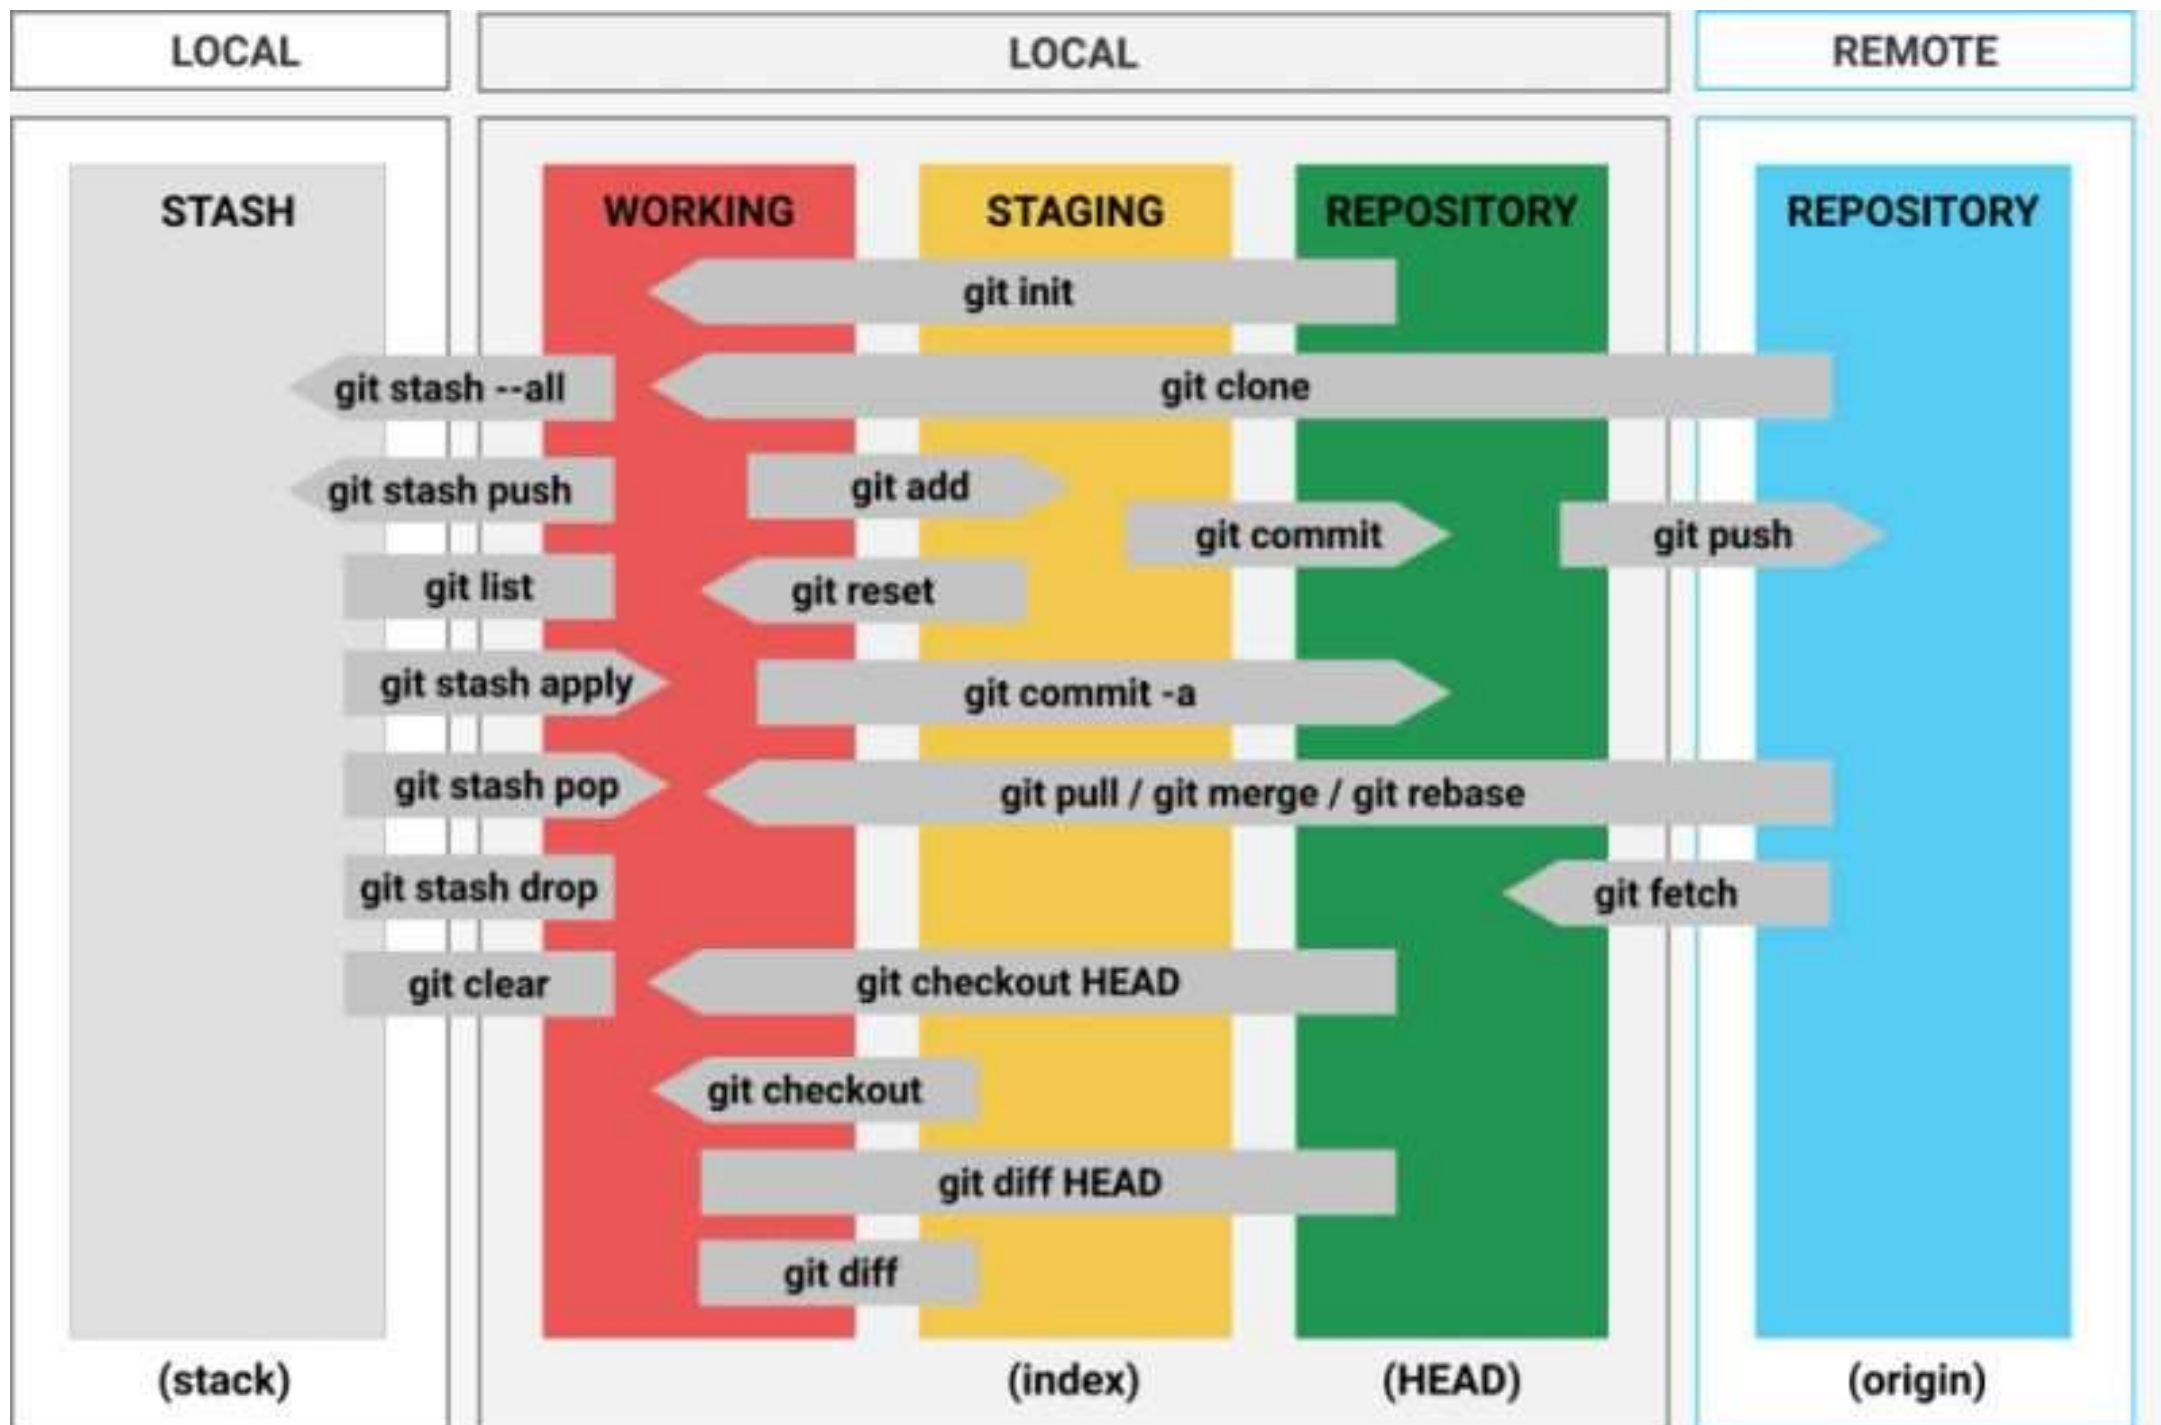 LOCAL
LOCAL
REMOTE
STASH
WORKING
STAGING
REPOSITORY
REPOSITORY
git init
git stash --all
git clone
git stash push
git add
git commit
git push
git list
git reset
git stash apply
git commit -a
git stash pop
git pull / git merge / git rebase
git stash drop
git fetch
git clear
git checkout HEAD
git checkout
git diff HEAD
git diff
(stack)
(index)
(HEAD)
(origin)